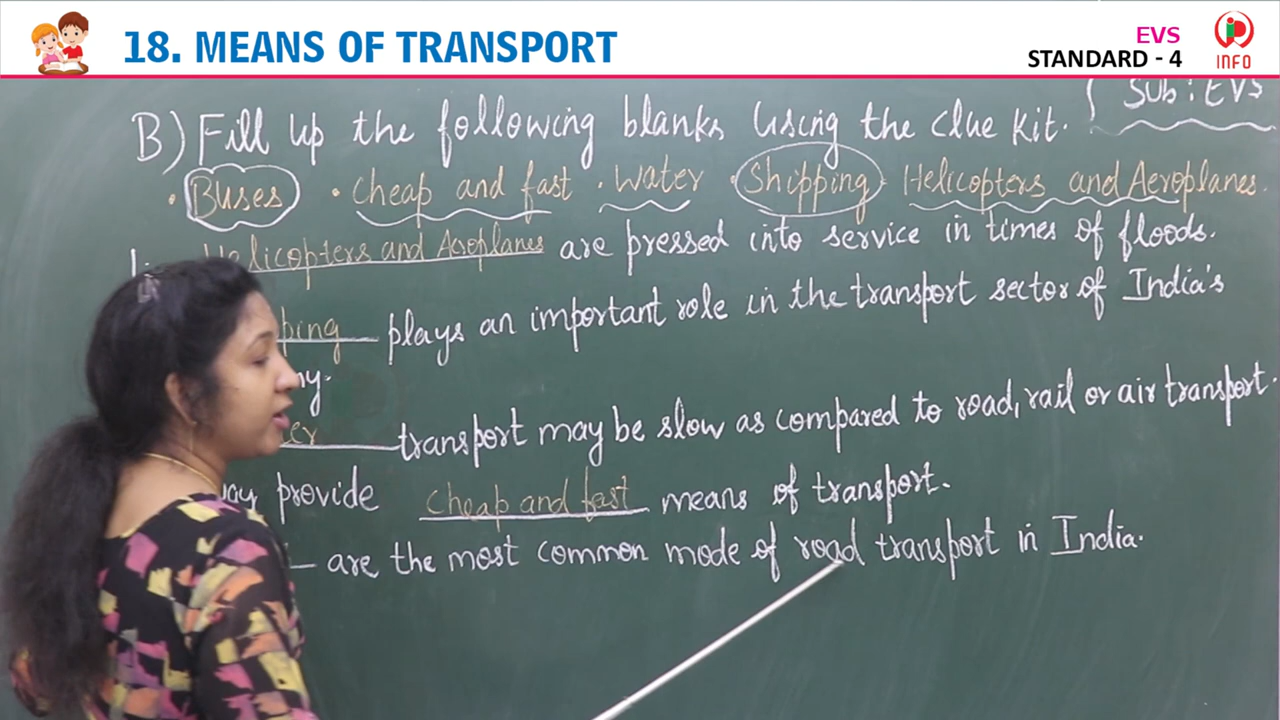 18. MEANS OF TRANSPORT
EVS
STANDARD - 4
INFO
Sub : EVS
B) Fill up the following blanks using the clue kit.
• Buses • Cheap and fast • Water • Shipping • Helicopters and Aeroplanes.
Helicopters and Aeroplanes are pressed into service in times of floods.
ping plays an important role in the transport sector of India's
my.
er transport may be slow as compared to road, rail or air transport.
way provide cheap and fast means of transport.
are the most common mode of road transport in India.